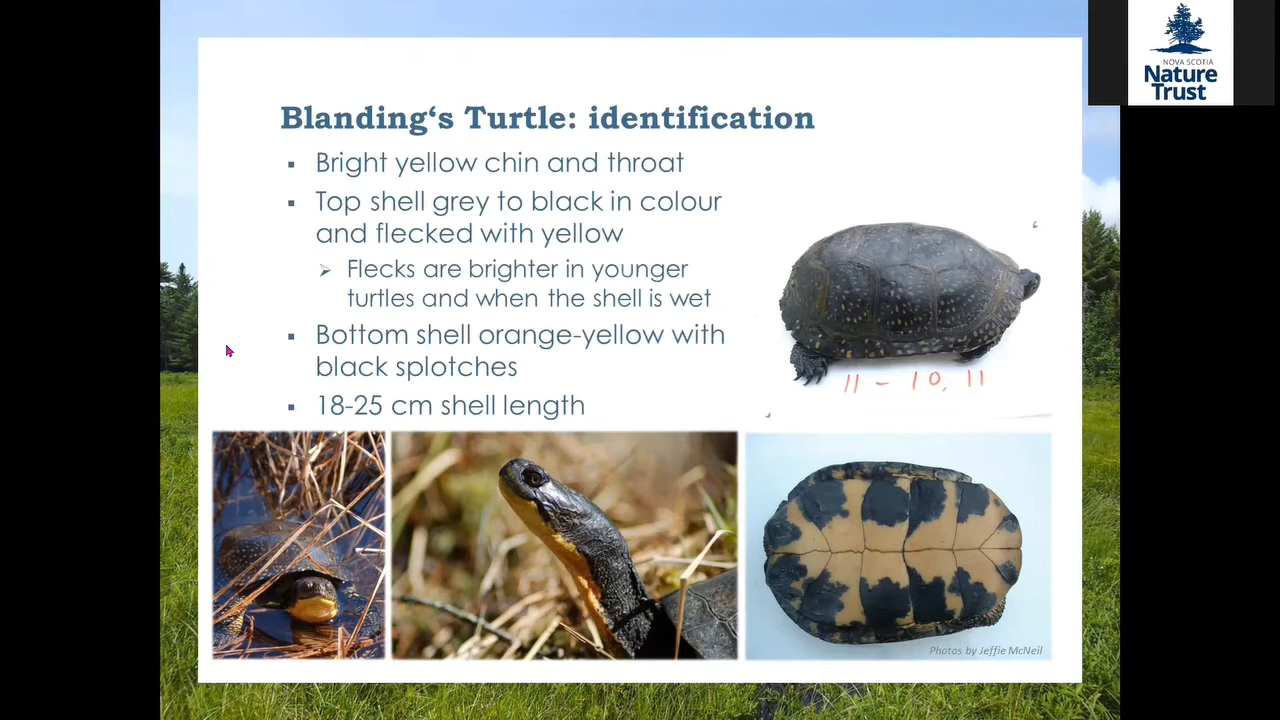 NOVA SCOTIA
Nature
Trust
Blanding‘s Turtle: identification
▪ Bright yellow chin and throat
▪ Top shell grey to black in colour
and flecked with yellow
➢ Flecks are brighter in younger
turtles and when the shell is wet
▪ Bottom shell orange-yellow with
black splotches
▪ 18-25 cm shell length
11 - 10, 11
Photos by Jeffie McNeil